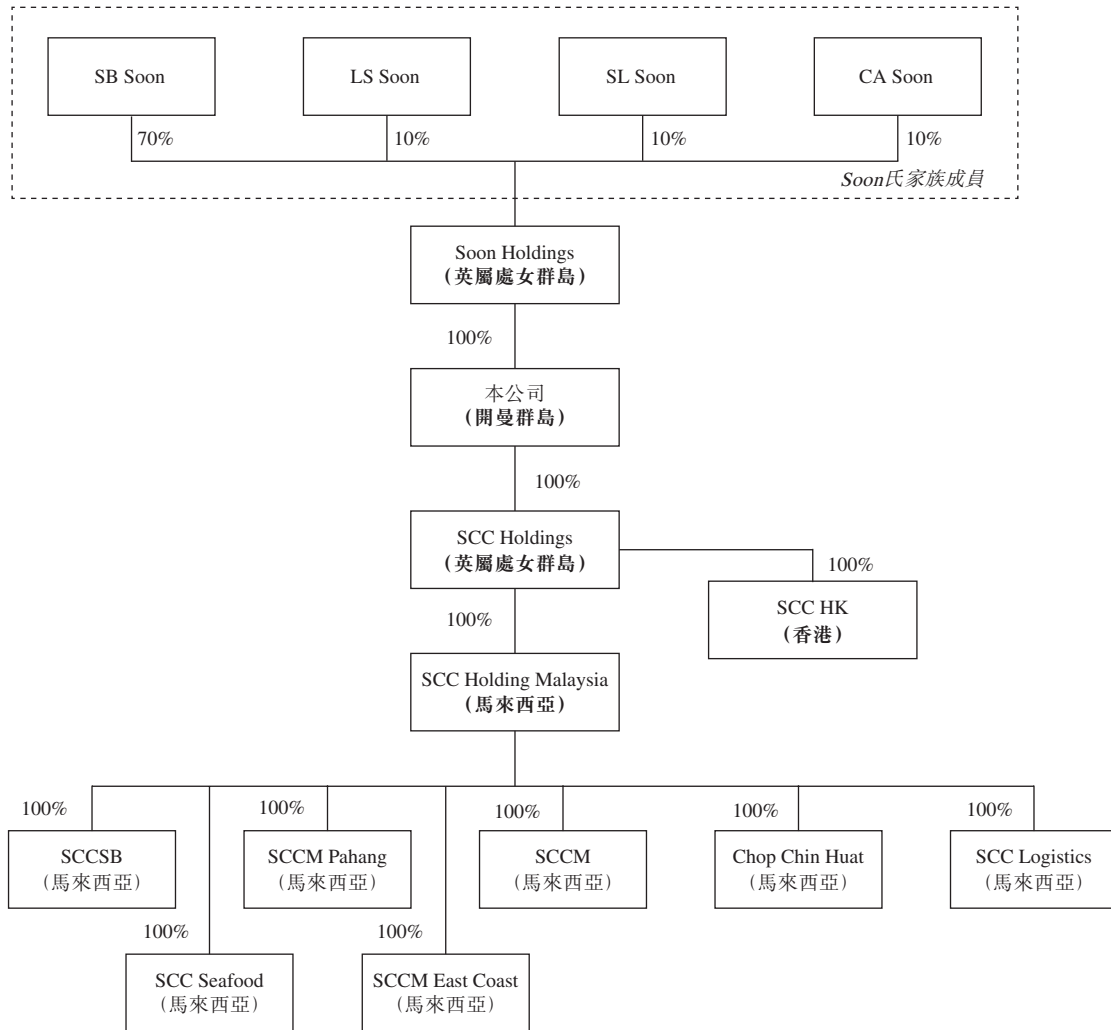 SB Soon
LS Soon
SL Soon
CA Soon
70%
10%
10%
10%
Soon氏家族成員
Soon Holdings
(英屬處女群島)
100%
本公司
(開曼群島)
100%
SCC Holdings
(英屬處女群島)
100%
SCC HK
(香港)
100%
SCC Holding Malaysia
(馬來西亞)
100%
100%
100%
100%
100%
SCCSB
(馬來西亞)
SCCM Pahang
(馬來西亞)
SCCM
(馬來西亞)
Chop Chin Huat
(馬來西亞)
SCC Logistics
(馬來西亞)
100%
100%
SCC Seafood
(馬來西亞)
SCCM East Coast
(馬來西亞)